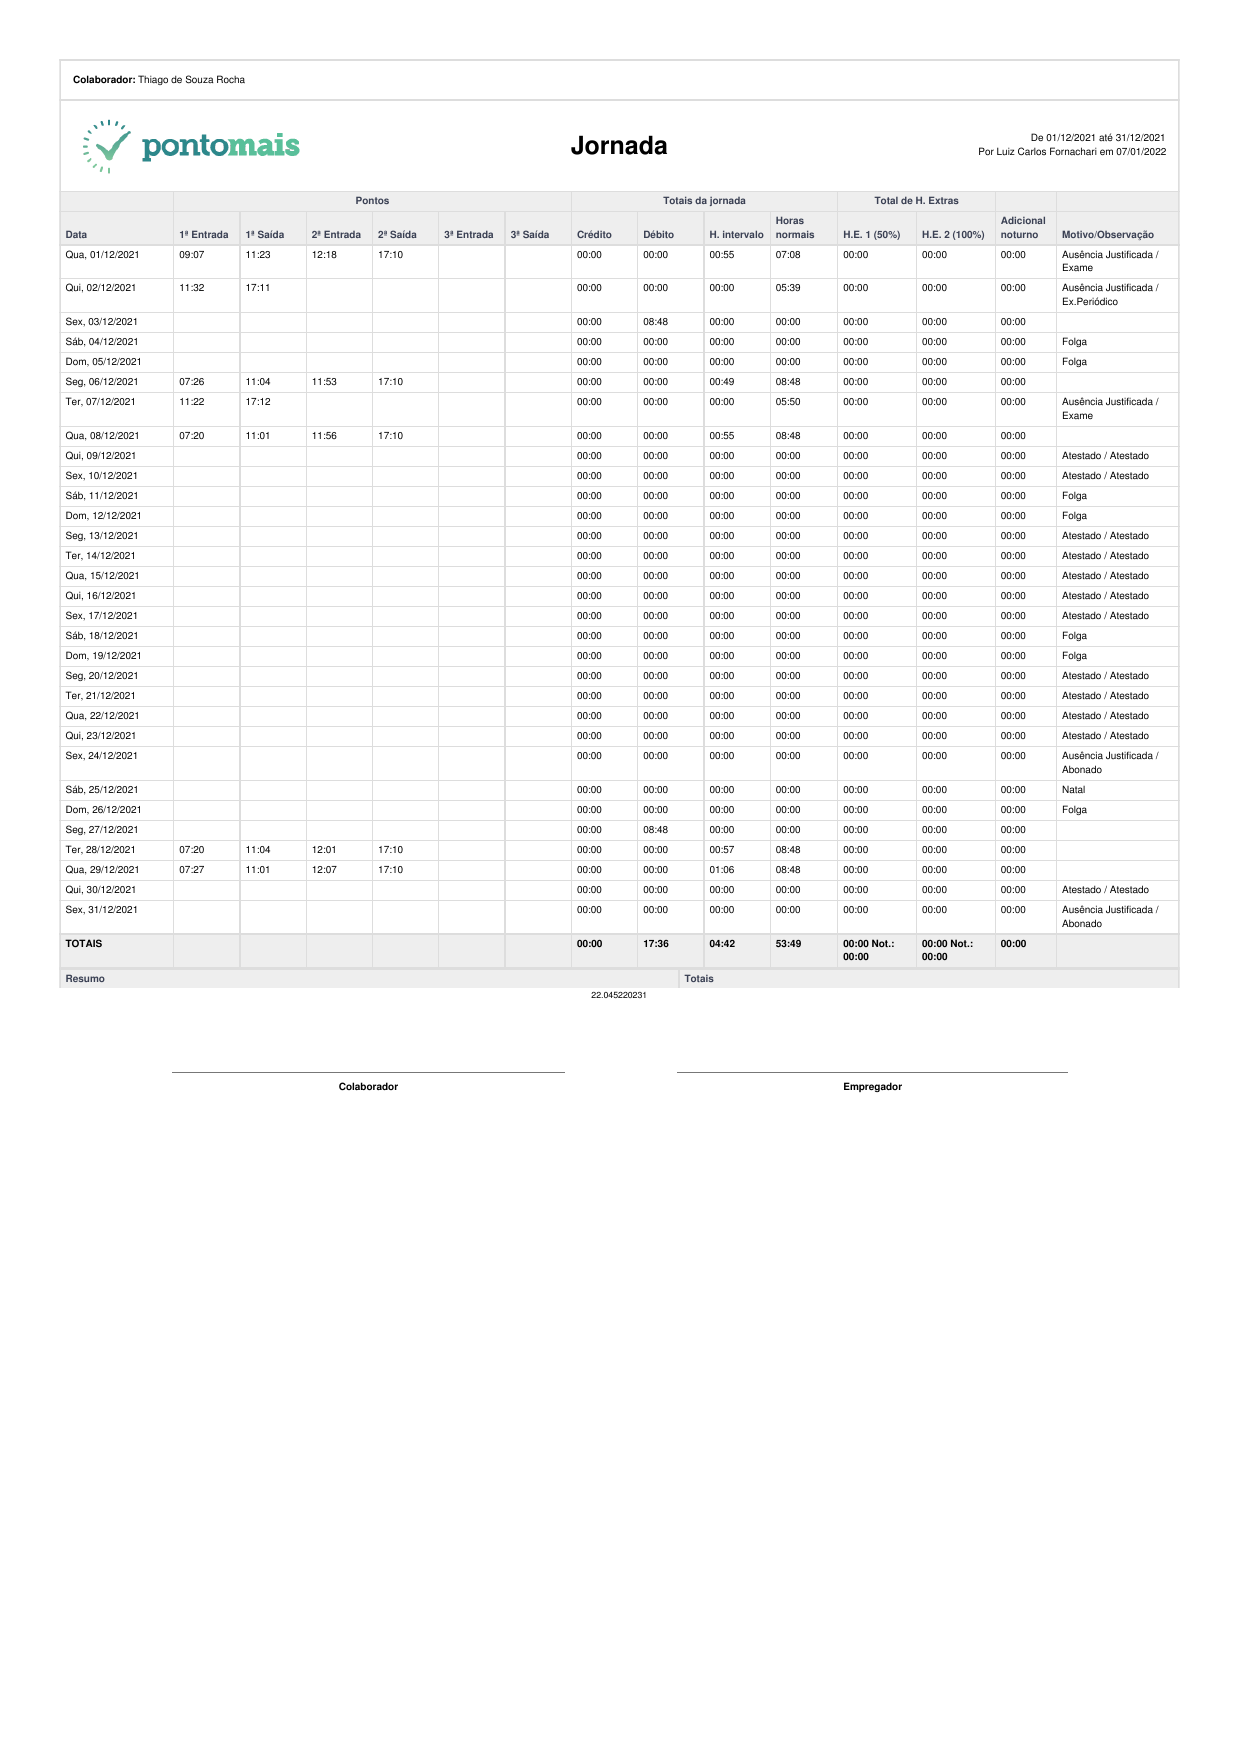 Colaborador: Thiago de Souza Rocha
pontomais
Jornada
De 01/12/2021 até 31/12/2021
Por Luiz Carlos Fornachari em 07/01/2022
Pontos Totais da jornada Total de H. Extras
Data 1ª Entrada 1ª Saída 2ª Entrada 2ª Saída 3ª Entrada 3ª Saída Crédito Débito H. intervalo Horas normais H.E. 1 (50%) H.E. 2 (100%) Adicional noturno Motivo/Observação
Qua, 01/12/2021 09:07 11:23 12:18 17:10 00:00 00:00 00:55 07:08 00:00 00:00 00:00 Ausência Justificada /
Exame
Qui, 02/12/2021 11:32 17:11 00:00 00:00 00:00 05:39 00:00 00:00 00:00 Ausência Justificada /
Ex.Periódico
Sex, 03/12/2021 00:00 08:48 00:00 00:00 00:00 00:00 00:00
Sáb, 04/12/2021 00:00 00:00 00:00 00:00 00:00 00:00 00:00 Folga
Dom, 05/12/2021 00:00 00:00 00:00 00:00 00:00 00:00 00:00 Folga
Seg, 06/12/2021 07:26 11:04 11:53 17:10 00:00 00:00 00:49 08:48 00:00 00:00 00:00
Ter, 07/12/2021 11:22 17:12 00:00 00:00 00:00 05:50 00:00 00:00 00:00 Ausência Justificada /
Exame
Qua, 08/12/2021 07:20 11:01 11:56 17:10 00:00 00:00 00:55 08:48 00:00 00:00 00:00
Qui, 09/12/2021 00:00 00:00 00:00 00:00 00:00 00:00 00:00 Atestado / Atestado
Sex, 10/12/2021 00:00 00:00 00:00 00:00 00:00 00:00 00:00 Atestado / Atestado
Sáb, 11/12/2021 00:00 00:00 00:00 00:00 00:00 00:00 00:00 Folga
Dom, 12/12/2021 00:00 00:00 00:00 00:00 00:00 00:00 00:00 Folga
Seg, 13/12/2021 00:00 00:00 00:00 00:00 00:00 00:00 00:00 Atestado / Atestado
Ter, 14/12/2021 00:00 00:00 00:00 00:00 00:00 00:00 00:00 Atestado / Atestado
Qua, 15/12/2021 00:00 00:00 00:00 00:00 00:00 00:00 00:00 Atestado / Atestado
Qui, 16/12/2021 00:00 00:00 00:00 00:00 00:00 00:00 00:00 Atestado / Atestado
Sex, 17/12/2021 00:00 00:00 00:00 00:00 00:00 00:00 00:00 Atestado / Atestado
Sáb, 18/12/2021 00:00 00:00 00:00 00:00 00:00 00:00 00:00 Folga
Dom, 19/12/2021 00:00 00:00 00:00 00:00 00:00 00:00 00:00 Folga
Seg, 20/12/2021 00:00 00:00 00:00 00:00 00:00 00:00 00:00 Atestado / Atestado
Ter, 21/12/2021 00:00 00:00 00:00 00:00 00:00 00:00 00:00 Atestado / Atestado
Qua, 22/12/2021 00:00 00:00 00:00 00:00 00:00 00:00 00:00 Atestado / Atestado
Qui, 23/12/2021 00:00 00:00 00:00 00:00 00:00 00:00 00:00 Atestado / Atestado
Sex, 24/12/2021 00:00 00:00 00:00 00:00 00:00 00:00 00:00 Ausência Justificada /
Abonado
Sáb, 25/12/2021 00:00 00:00 00:00 00:00 00:00 00:00 00:00 Natal
Dom, 26/12/2021 00:00 00:00 00:00 00:00 00:00 00:00 00:00 Folga
Seg, 27/12/2021 00:00 08:48 00:00 00:00 00:00 00:00 00:00
Ter, 28/12/2021 07:20 11:04 12:01 17:10 00:00 00:00 00:57 08:48 00:00 00:00 00:00
Qua, 29/12/2021 07:27 11:01 12:07 17:10 00:00 00:00 01:06 08:48 00:00 00:00 00:00
Qui, 30/12/2021 00:00 00:00 00:00 00:00 00:00 00:00 00:00 Atestado / Atestado
Sex, 31/12/2021 00:00 00:00 00:00 00:00 00:00 00:00 00:00 Ausência Justificada /
Abonado
TOTAIS 00:00 17:36 04:42 53:49 00:00 Not.: 00:00 Not.: 00:00
00:00 00:00
Resumo Totais
22.045220231
Colaborador Empregador